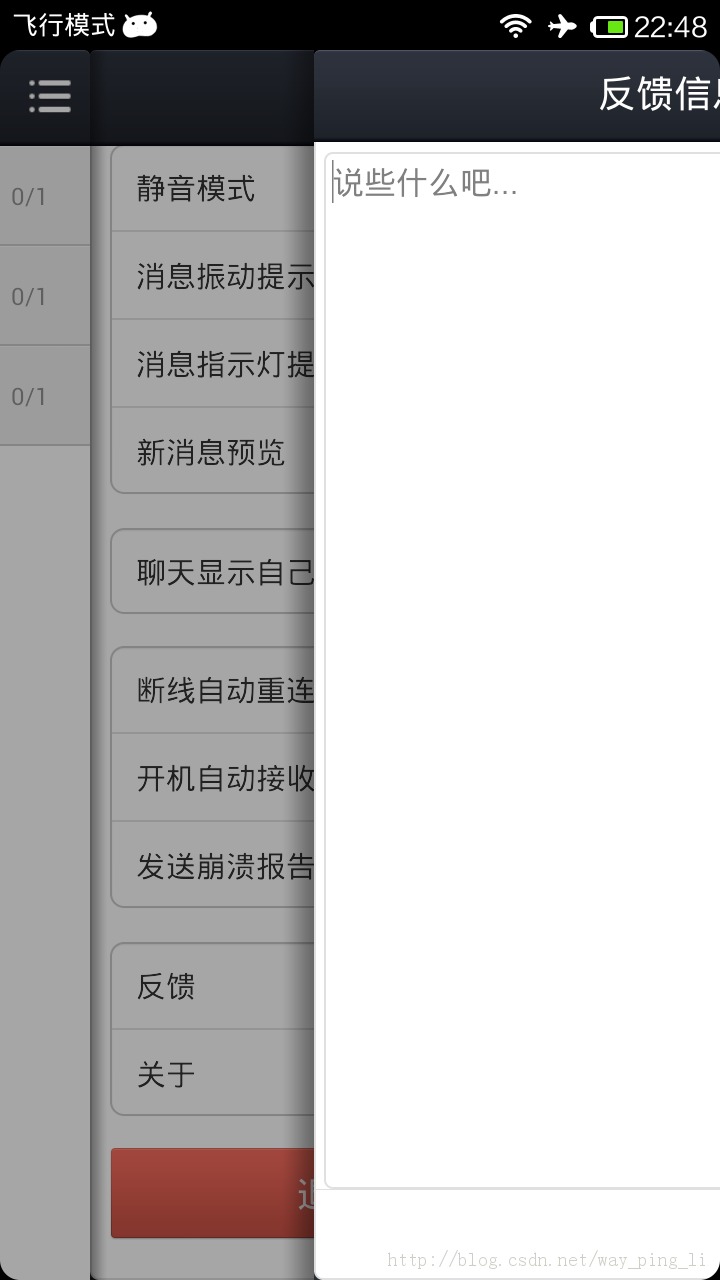 飞行模式 22:48
反馈信
0/1
0/1
0/1
静音模式
消息振动提示
消息指示灯提
新消息预览
聊天显示自己
断线自动重连
开机自动接收
发送崩溃报告
反馈
关于
说些什么吧...
http://blog.csdn.net/way_ping_li